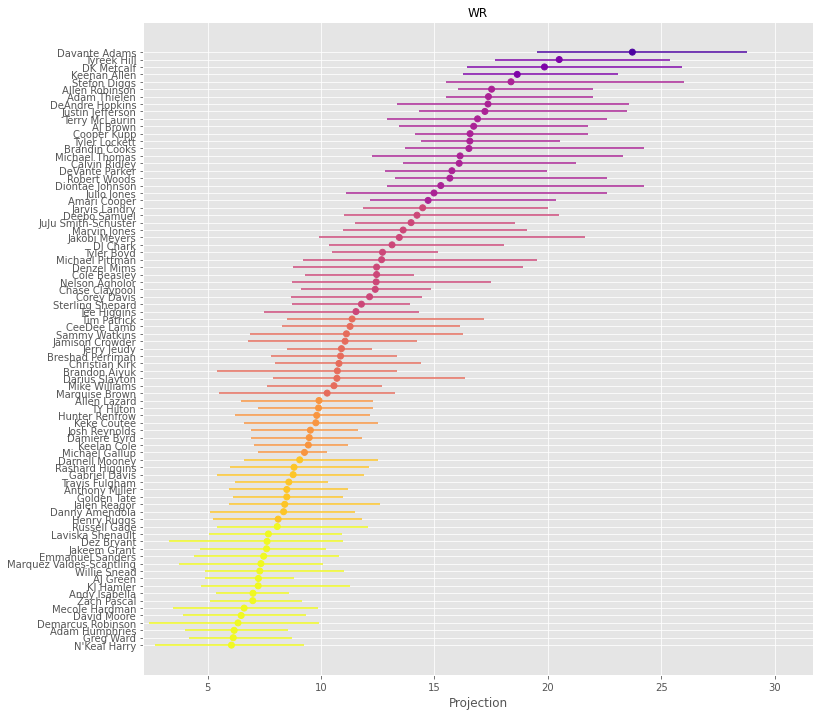 WR
Davante Adams
Tyreek Hill
DK Metcalf
Keenan Allen
Stefon Diggs
Allen Robinson
Adam Thielen
DeAndre Hopkins
Justin Jefferson
Terry McLaurin
AJ Brown
Cooper Kupp
Tyler Lockett
Brandin Cooks
Michael Thomas
Calvin Ridley
DeVante Parker
Robert Woods
Diontae Johnson
Julio Jones
Amari Cooper
Jarvis Landry
Deebo Samuel
JuJu Smith-Schuster
Marvin Jones
Jakobi Meyers
DJ Chark
Tyler Boyd
Michael Pittman
Denzel Mims
Cole Beasley
Nelson Agholor
Chase Claypool
Corey Davis
Sterling Shepard
Tee Higgins
Tim Patrick
CeeDee Lamb
Sammy Watkins
Jamison Crowder
Jerry Jeudy
Breshad Perriman
Christian Kirk
Brandon Aiyuk
Darius Slayton
Mike Williams
Marquise Brown
Allen Lazard
TY Hilton
Hunter Renfrow
Keke Coutee
Josh Reynolds
Damiere Byrd
Keelan Cole
Michael Gallup
Darnell Mooney
Rashard Higgins
Gabriel Davis
Travis Fulgham
Anthony Miller
Golden Tate
Jalen Reagor
Danny Amendola
Henry Ruggs
Russell Gage
Laviska Shenault
Dez Bryant
Jakeem Grant
Emmanuel Sanders
Marquez Valdes-Scantling
Willie Snead
AJ Green
KJ Hamler
Andy Isabella
Zach Pascal
Mecole Hardman
David Moore
Demarcus Robinson
Adam Humphries
Greg Ward
N'Keal Harry
5 10 15 20 25 30
Projection